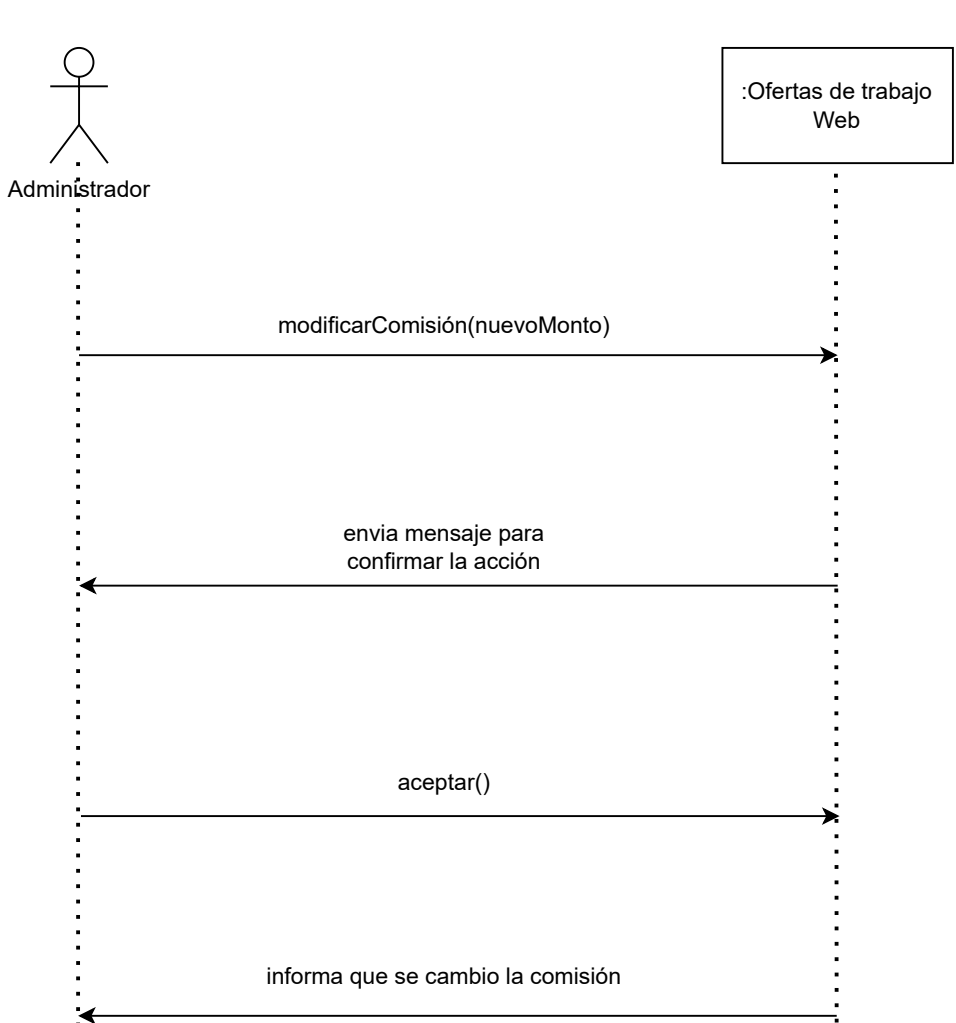 :Ofertas de trabajo
Web
Administrador
modificarComisión(nuevoMonto)
envia mensaje para
confirmar la acción
aceptar()
informa que se cambio la comisión